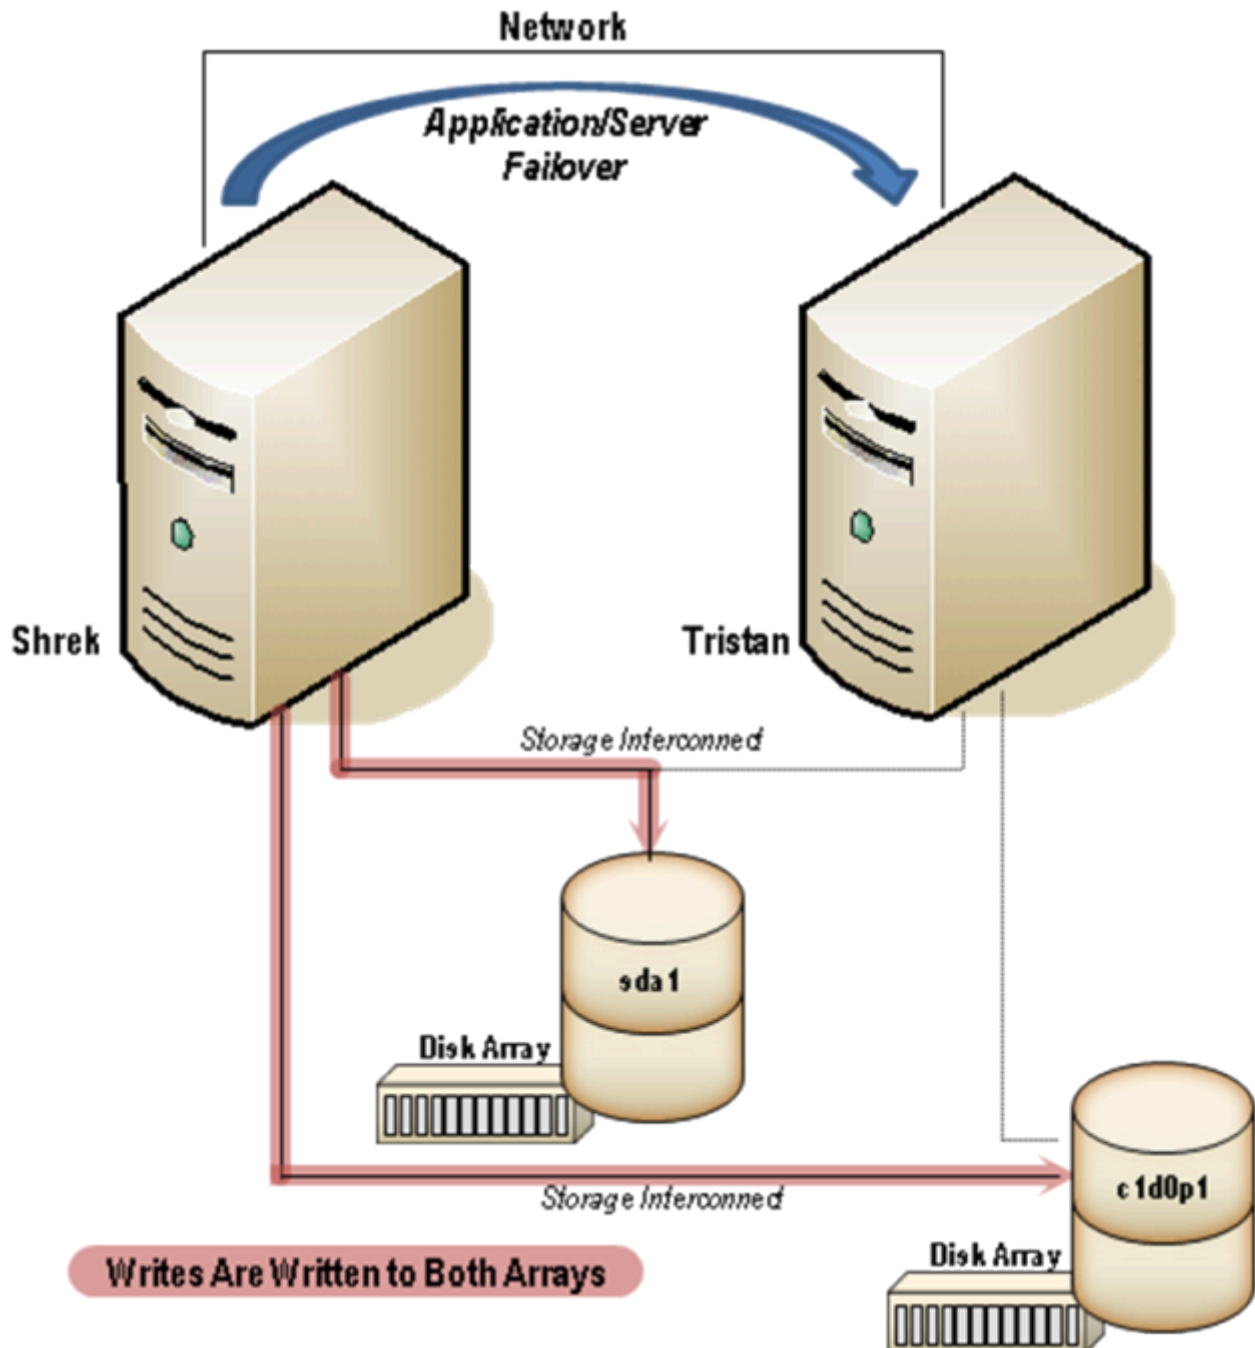 Network
Application/Server
Failover
Shrek
Tristan
Storage Interconnect
sda1
Disk Array
c1d0p1
Storage Interconnect
Disk Array
Writes Are Written to Both Arrays